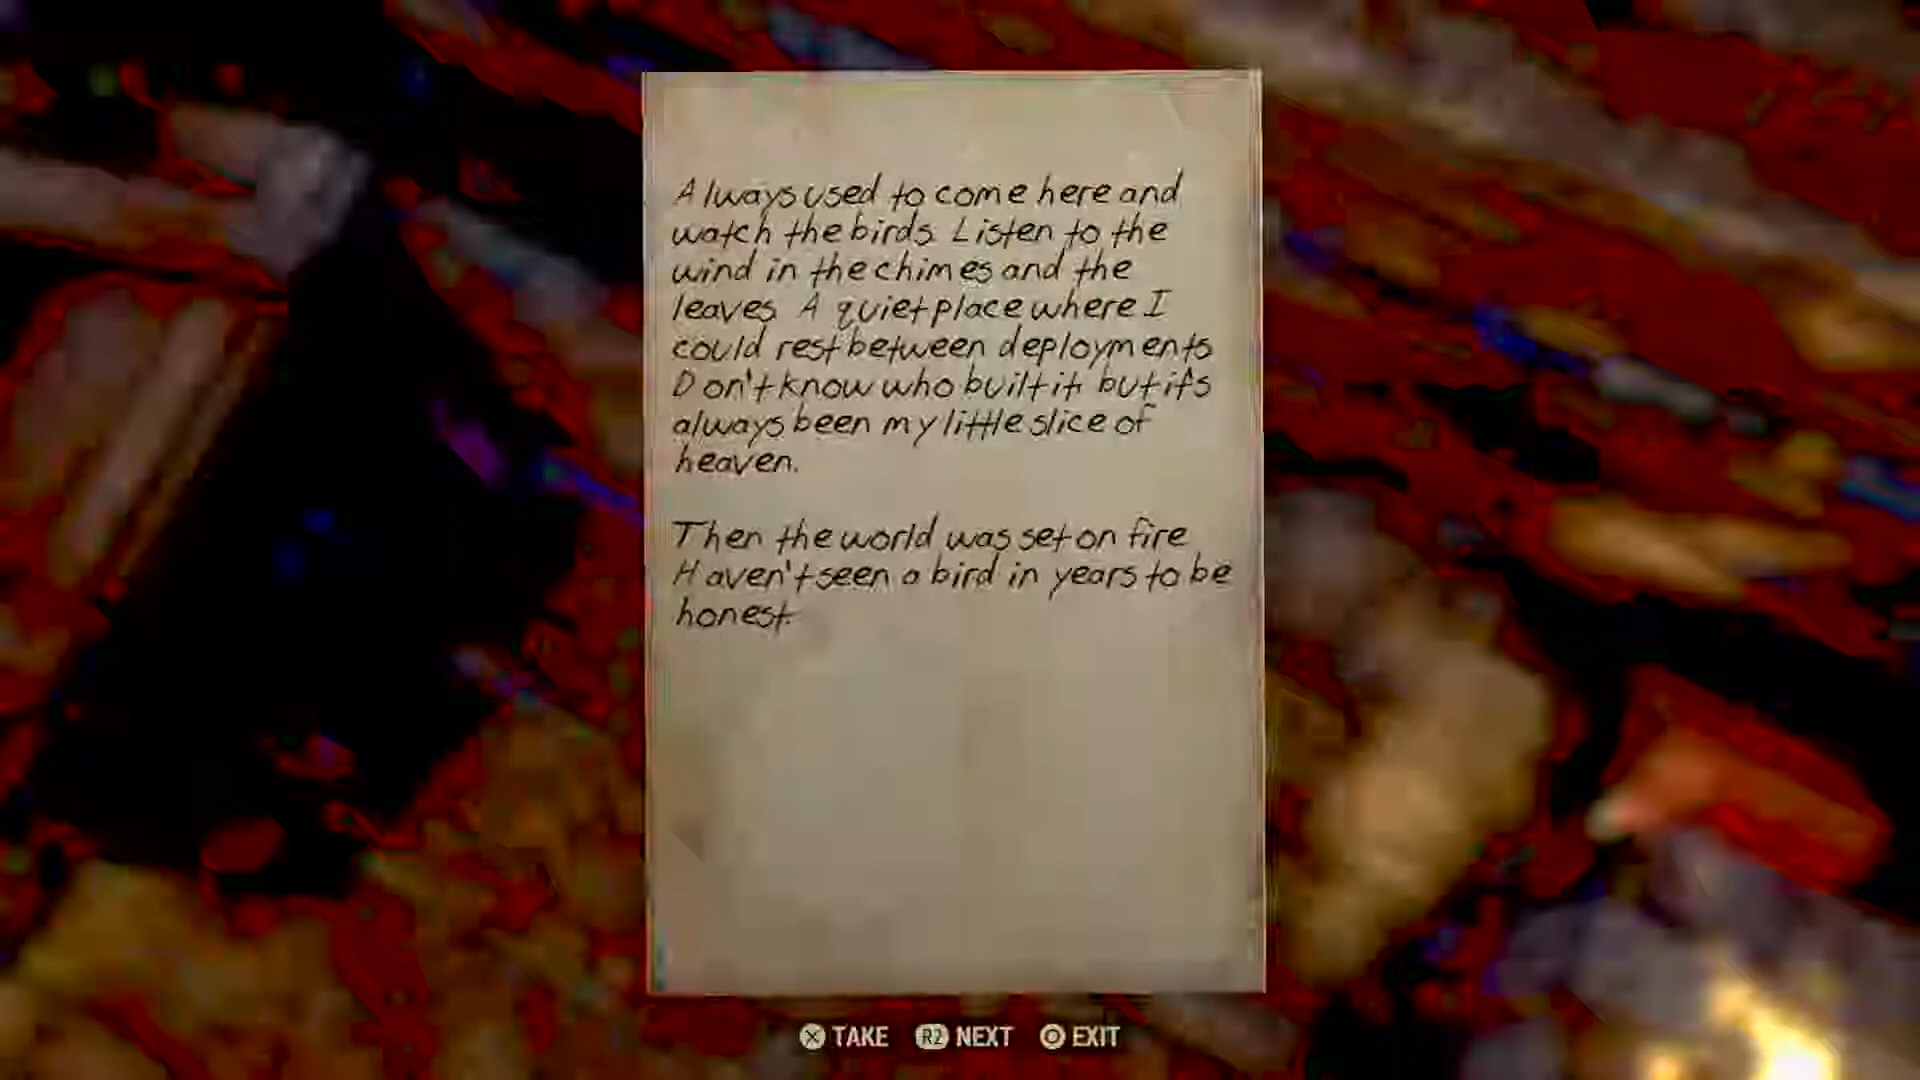 Always used to come here and
watch the birds. Listen to the
wind in the chimes and the
leaves. A quiet place where I
could rest between deployments
Don't know who built it, but it's
always been my little slice of
heaven.
Then the world was set on fire
Haven't seen a bird in years to be
honest.
TAKE R2 NEXT EXIT